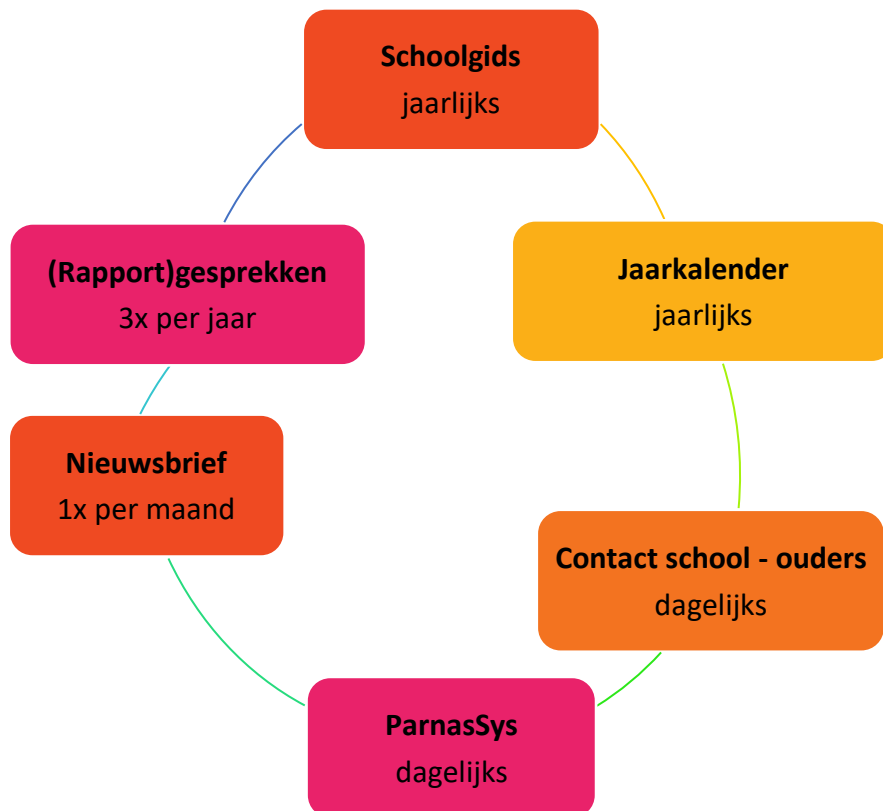 Schoolgids
jaarlijks
(Rapport)gesprekken
3x per jaar
Jaarkalender
jaarlijks
Nieuwsbrief
1x per maand
Contact school - ouders
dagelijks
ParnasSys
dagelijks